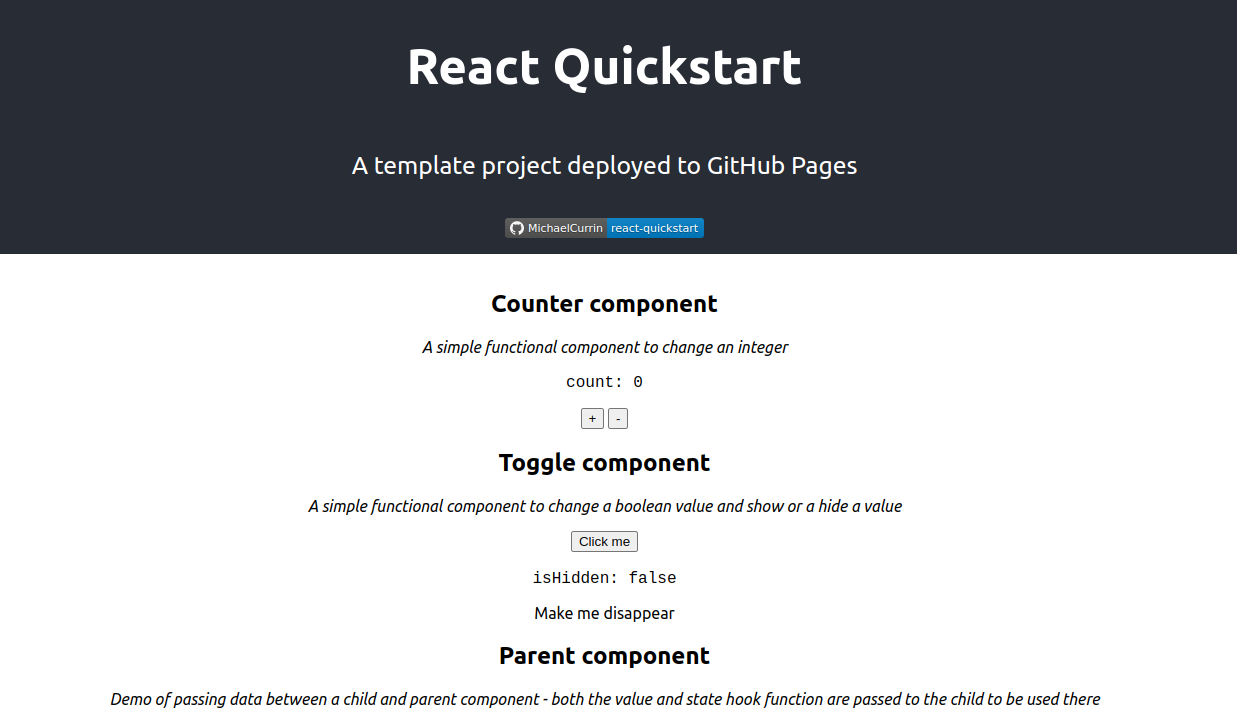 React Quickstart
A template project deployed to GitHub Pages
MichaelCurrin react-quickstart
Counter component
A simple functional component to change an integer
count: 0
+ -
Toggle component
A simple functional component to change a boolean value and show or a hide a value
Click me
isHidden: false
Make me disappear
Parent component
Demo of passing data between a child and parent component - both the value and state hook function are passed to the child to be used there